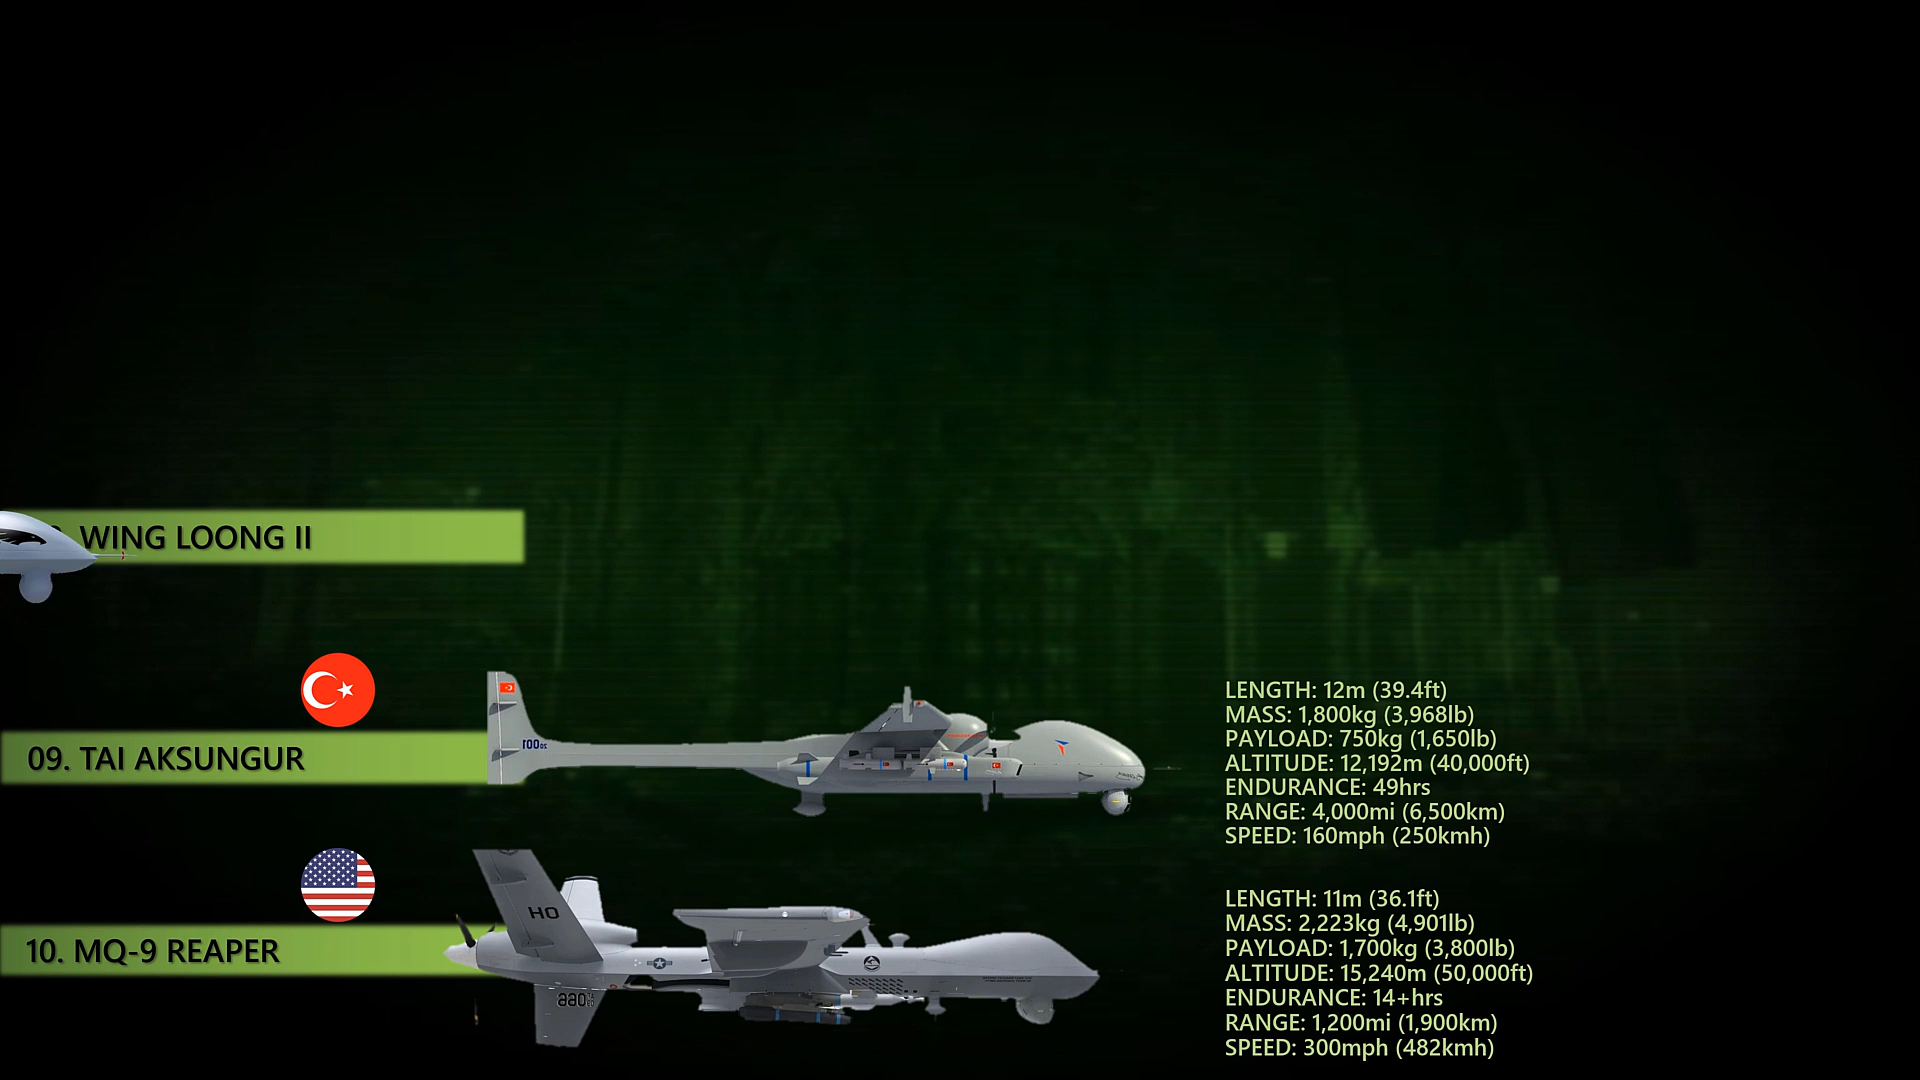 WING LOONG II
09. TAI AKSUNGUR
LENGTH: 12m (39.4ft)
MASS: 1,800kg (3,968lb)
PAYLOAD: 750kg (1,650lb)
ALTITUDE: 12,192m (40,000ft)
ENDURANCE: 49hrs
RANGE: 4,000mi (6,500km)
SPEED: 160mph (250kmh)
10. MQ-9 REAPER
HO
LENGTH: 11m (36.1ft)
MASS: 2,223kg (4,901lb)
PAYLOAD: 1,700kg (3,800lb)
ALTITUDE: 15,240m (50,000ft)
ENDURANCE: 14+hrs
RANGE: 1,200mi (1,900km)
SPEED: 300mph (482kmh)